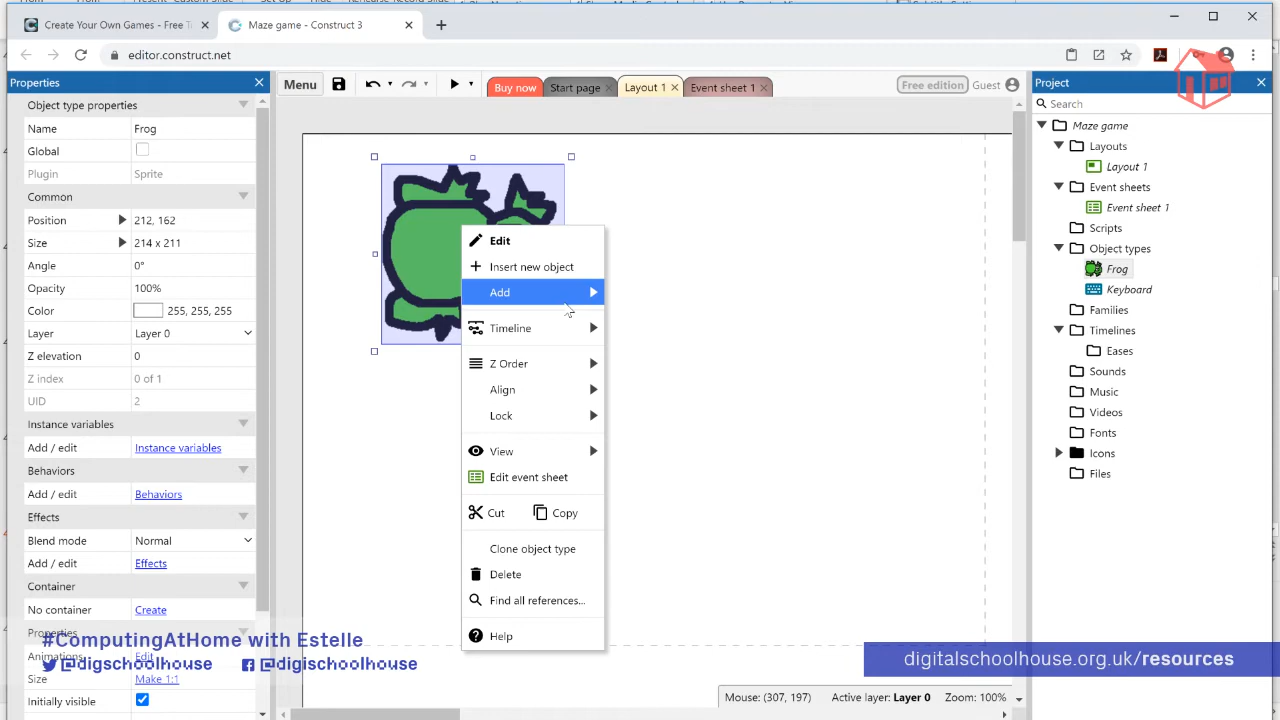 Create Your Own Games - Free T
Maze game - Construct 3
editor.construct.net
Properties
Menu
Buy now
Start page
Layout 1
Event sheet 1
Free edition
Guest
Project
Object type properties
Name Frog
Global
Plugin Sprite
Common
Position 212, 162
Size 214 x 211
Angle 0°
Opacity 100%
Color 255, 255, 255
Layer Layer 0
Z elevation 0
Z index 0 of 1
UID 2
Instance variables
Add / edit Instance variables
Behaviors
Add / edit Behaviors
Effects
Blend mode Normal
Add / edit Effects
Container
No container Create
Properties
Animations Edit
Size Make 1:1
Initially visible
Edit
Insert new object
Add
Timeline
Z Order
Align
Lock
View
Edit event sheet
Cut Copy
Clone object type
Delete
Find all references...
Help
Search
Maze game
Layouts
Layout 1
Event sheets
Event sheet 1
Scripts
Object types
Frog
Keyboard
Families
Timelines
Eases
Sounds
Music
Videos
Fonts
Icons
Files
#ComputingAtHome with Estelle
@digschoolhouse @digischoolhouse
digitalschoolhouse.org.uk/resources
Mouse: (307, 197) Active layer: Layer 0 Zoom: 100%